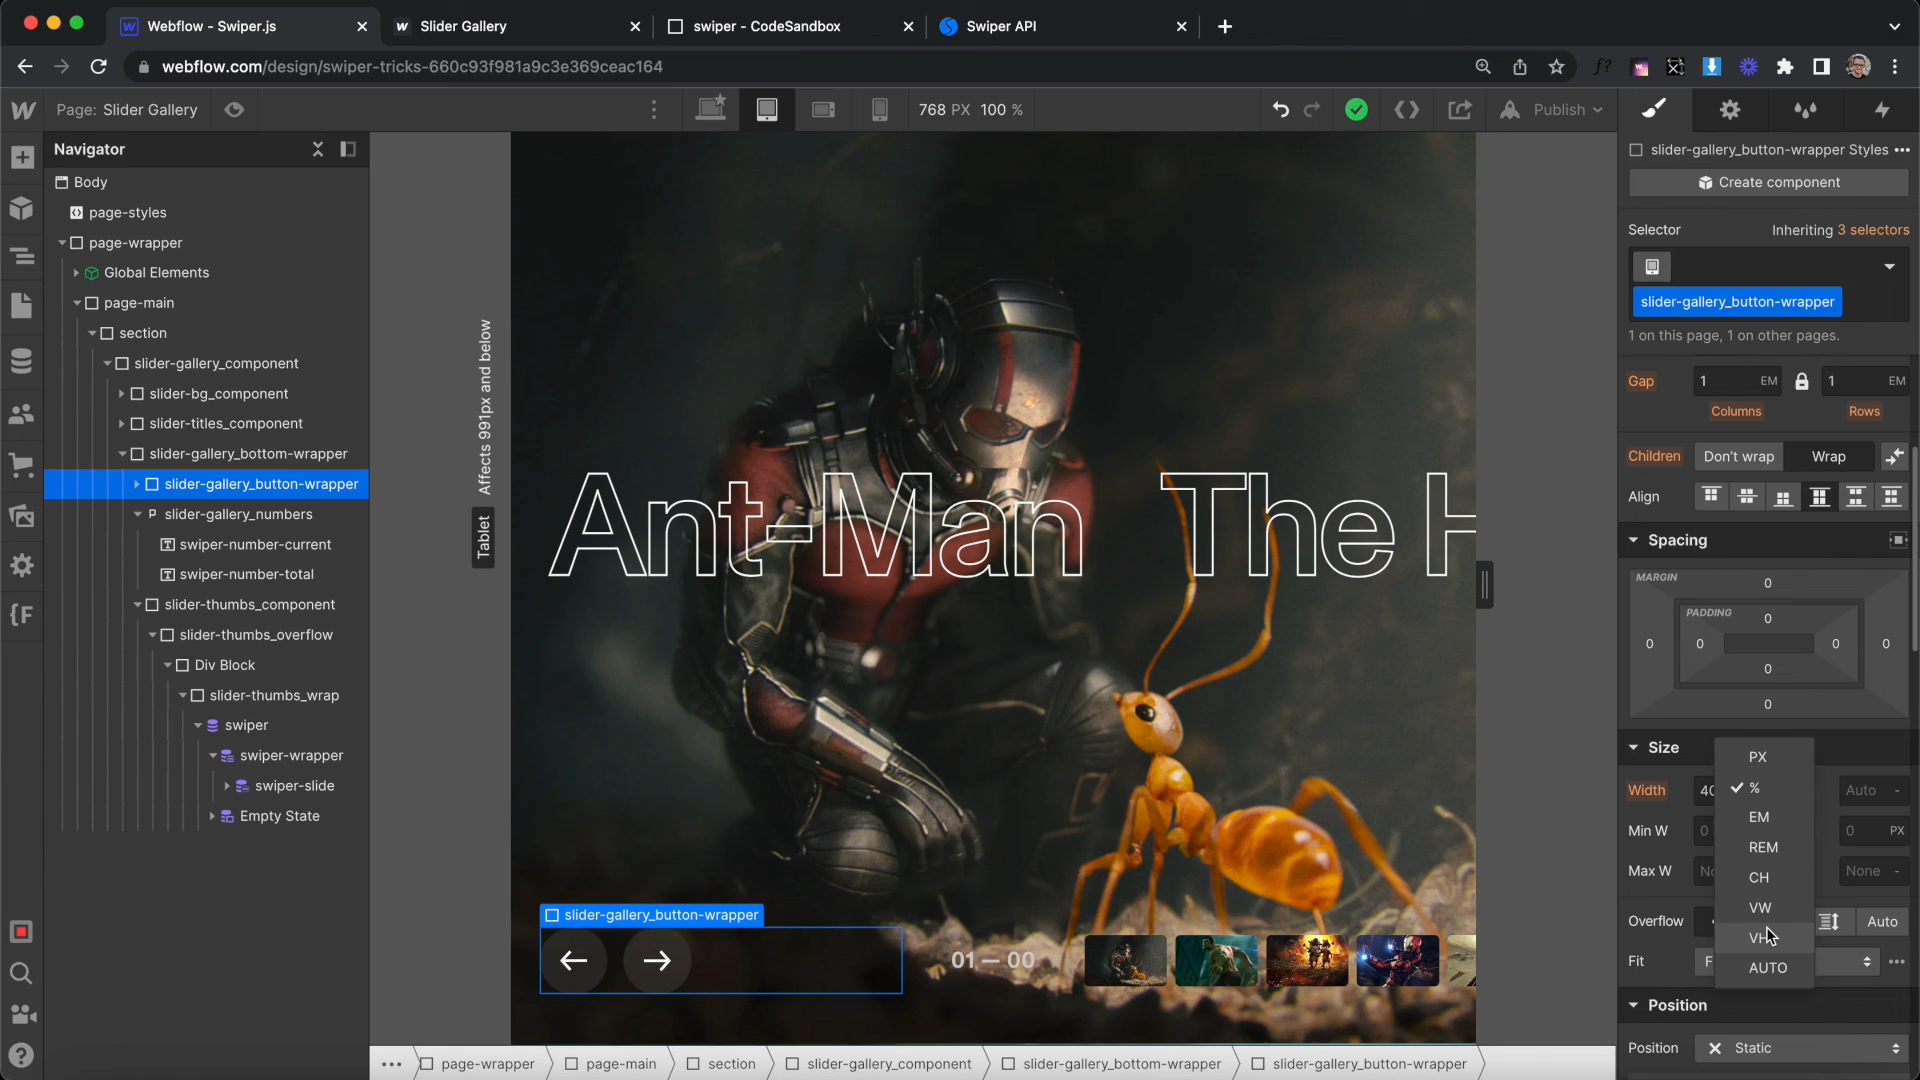 Webflow - Swiper.js
Slider Gallery
swiper - CodeSandbox
Swiper API
webflow.com/design/swiper-tricks-660c93f981a9c3e369ceac164
Page: Slider Gallery
768 PX 100 %
Publish
Navigator
Body
page-styles
page-wrapper
Global Elements
page-main
section
slider-gallery_component
slider-bg_component
slider-titles_component
slider-gallery_bottom-wrapper
slider-gallery_button-wrapper
slider-gallery_numbers
swiper-number-current
swiper-number-total
slider-thumbs_component
slider-thumbs_overflow
Div Block
slider-thumbs_wrap
swiper
swiper-wrapper
swiper-slide
Empty State
Affects 991px and below
Tablet
Ant-Man The H
slider-gallery_button-wrapper
01 — 00
slider-gallery_button-wrapper Styles
Create component
Selector
Inheriting 3 selectors
slider-gallery_button-wrapper
1 on this page, 1 on other pages.
Gap
1 EM
1 EM
Columns
Rows
Children
Don't wrap
Wrap
Align
Spacing
MARGIN
0
PADDING
0
0 0 0 0
0
0
Size
Width 40
Auto -
Min W 0
0 PX
Max W
None -
PX
%
EM
REM
CH
VW
VH
AUTO
Overflow
Auto
Fit F
Position
Position
Static
page-wrapper
page-main
section
slider-gallery_component
slider-gallery_bottom-wrapper
slider-gallery_button-wrapper